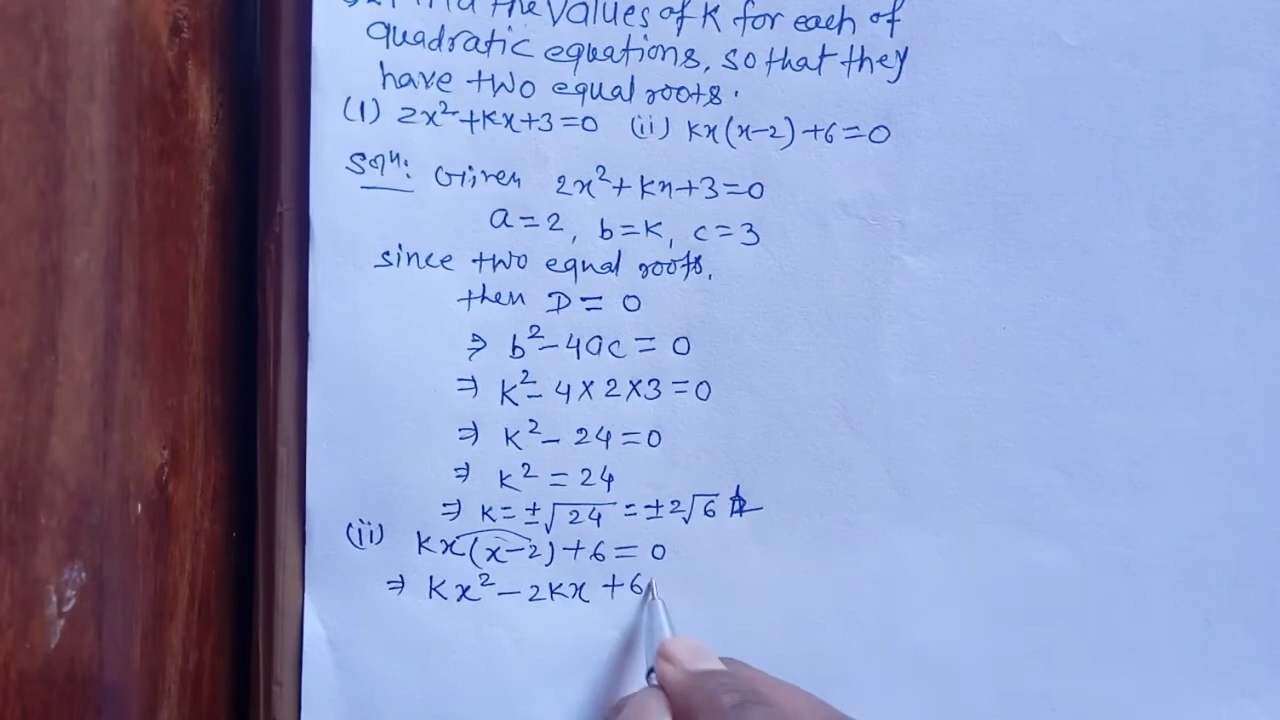 the values of K for each of
quadratic equations, so that they
have two equal roots.
(1) 2x²+Kx+3=0 (ii) Kx(x-2)+6=0
Solⁿ: Given 2x²+Kx+3=0
a=2, b=K, c=3
since two equal roots,
then D = 0
⇒ b²-4ac = 0
⇒ K²-4×2×3=0
⇒ K²-24=0
⇒ K²=24
⇒ K=±√24=±2√6
(ii) Kx(x-2)+6=0
⇒ Kx²-2Kx+6